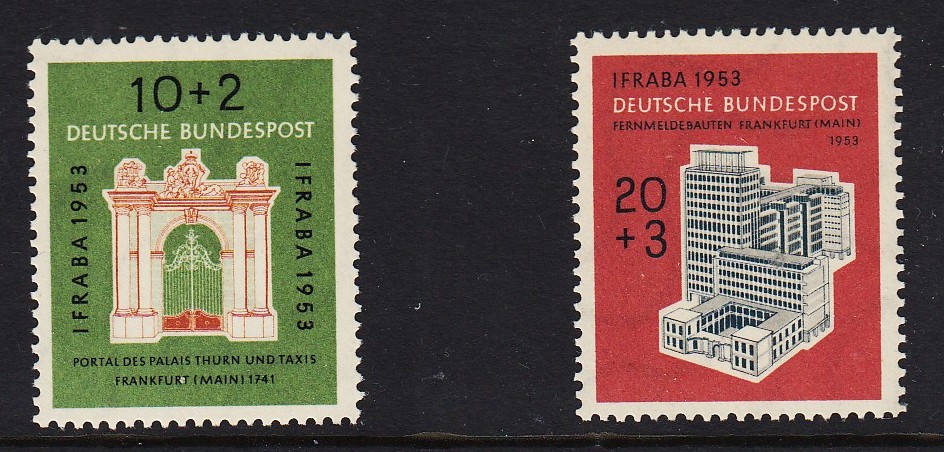 10+2
DEUTSCHE BUNDESPOST
IFRABA 1953
IFRABA 1953
PORTAL DES PALAIS THURN UND TAXIS
FRANKFURT (MAIN) 1741
IFRABA 1953
DEUTSCHE BUNDESPOST
FERNMELDEBAUTEN FRANKFURT (MAIN)
1953
20
+3